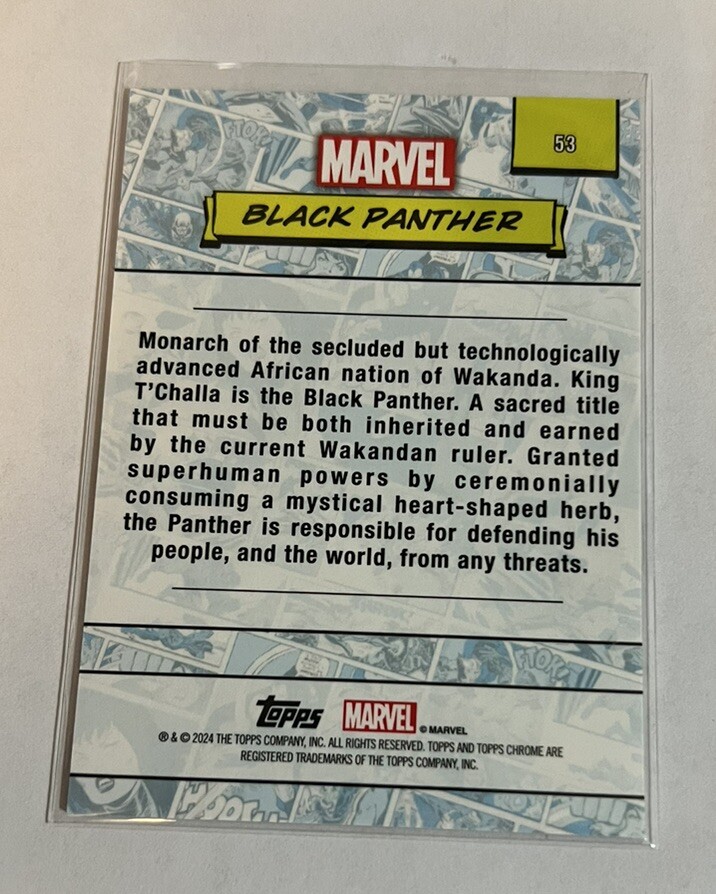 53
MARVEL
BLACK PANTHER
FTOK
Monarch of the secluded but technologically
advanced African nation of Wakanda. King
T'Challa is the Black Panther. A sacred title
that must be both inherited and earned
by the current Wakandan ruler. Granted
superhuman powers by ceremonially
consuming a mystical heart-shaped herb,
the Panther is responsible for defending his
people, and the world, from any threats.
FTOK
TOPPS MARVEL © MARVEL
® & © 2024 THE TOPPS COMPANY, INC. ALL RIGHTS RESERVED. TOPPS AND TOPPS CHROME ARE
REGISTERED TRADEMARKS OF THE TOPPS COMPANY, INC.